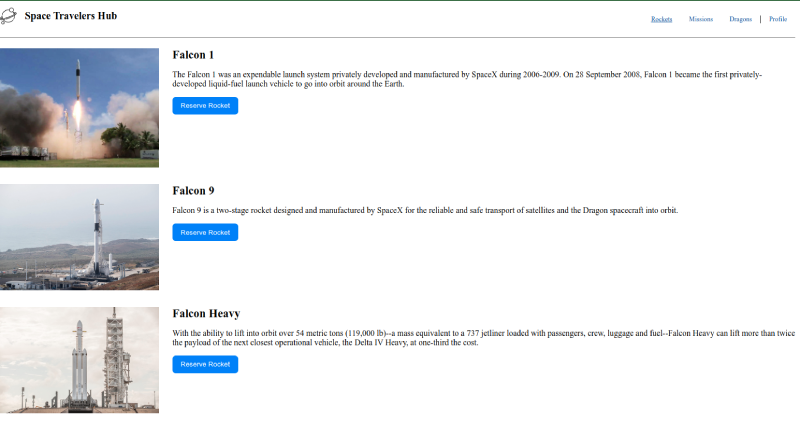 Space Travelers Hub
Rockets Missions Dragons | Profile
Falcon 1
The Falcon 1 was an expendable launch system privately developed and manufactured by SpaceX during 2006-2009. On 28 September 2008, Falcon 1 became the first privately-
developed liquid-fuel launch vehicle to go into orbit around the Earth.
Reserve Rocket
Falcon 9
Falcon 9 is a two-stage rocket designed and manufactured by SpaceX for the reliable and safe transport of satellites and the Dragon spacecraft into orbit.
Reserve Rocket
Falcon Heavy
With the ability to lift into orbit over 54 metric tons (119,000 lb)--a mass equivalent to a 737 jetliner loaded with passengers, crew, luggage and fuel--Falcon Heavy can lift more than twice
the payload of the next closest operational vehicle, the Delta IV Heavy, at one-third the cost.
Reserve Rocket